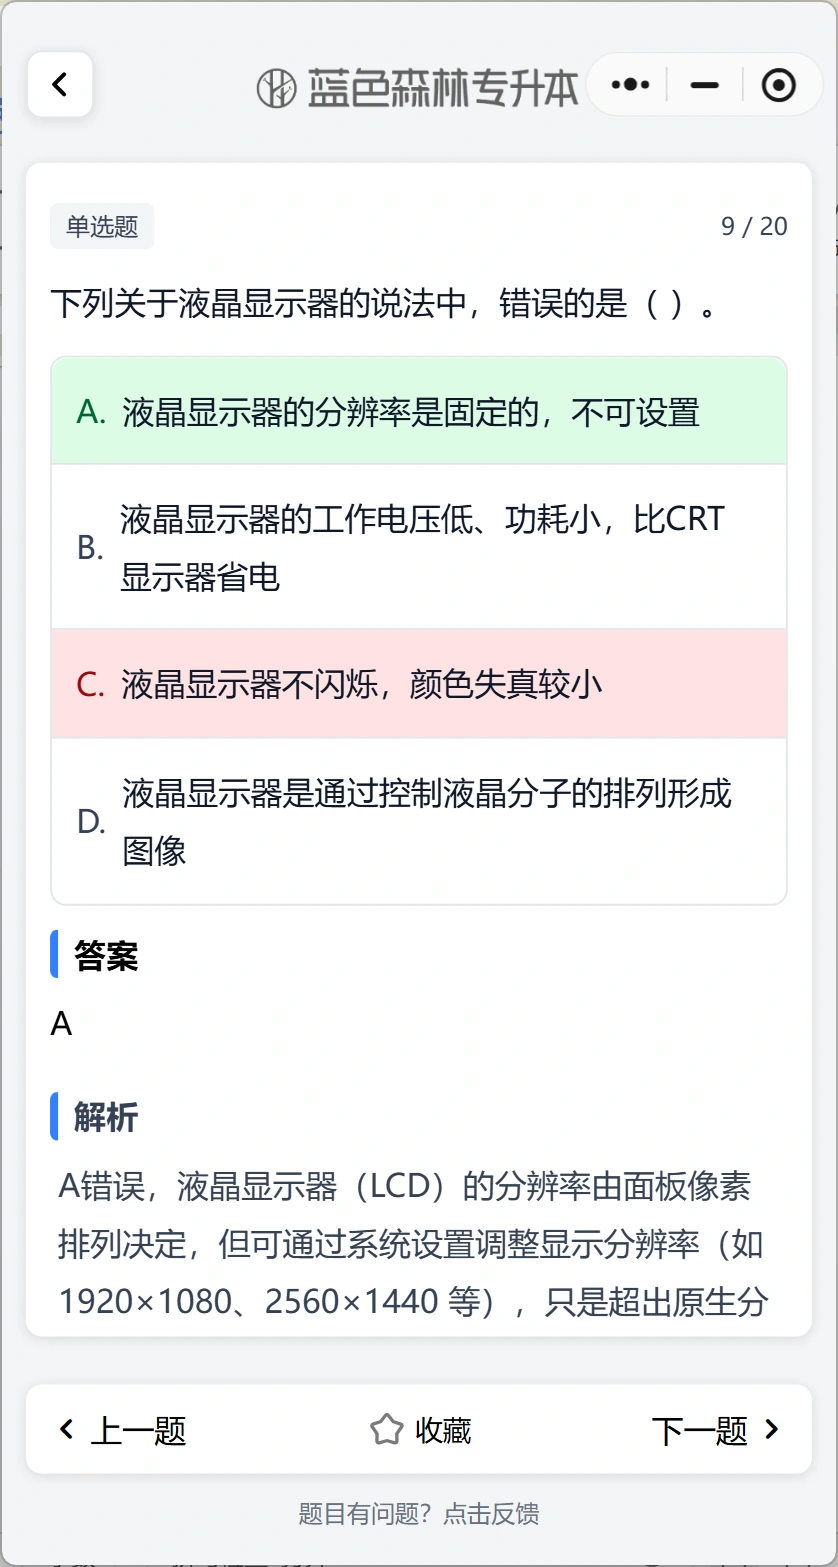 蓝色森林专升本
单选题
9 / 20
下列关于液晶显示器的说法中，错误的是（ ）。
A. 液晶显示器的分辨率是固定的，不可设置
B. 液晶显示器的工作电压低、功耗小，比CRT
显示器省电
C. 液晶显示器不闪烁，颜色失真较小
D. 液晶显示器是通过控制液晶分子的排列形成
图像
答案
A
解析
A错误，液晶显示器（LCD）的分辨率由面板像素
排列决定，但可通过系统设置调整显示分辨率（如
1920×1080、2560×1440 等），只是超出原生分
上一题
收藏
下一题
题目有问题？点击反馈